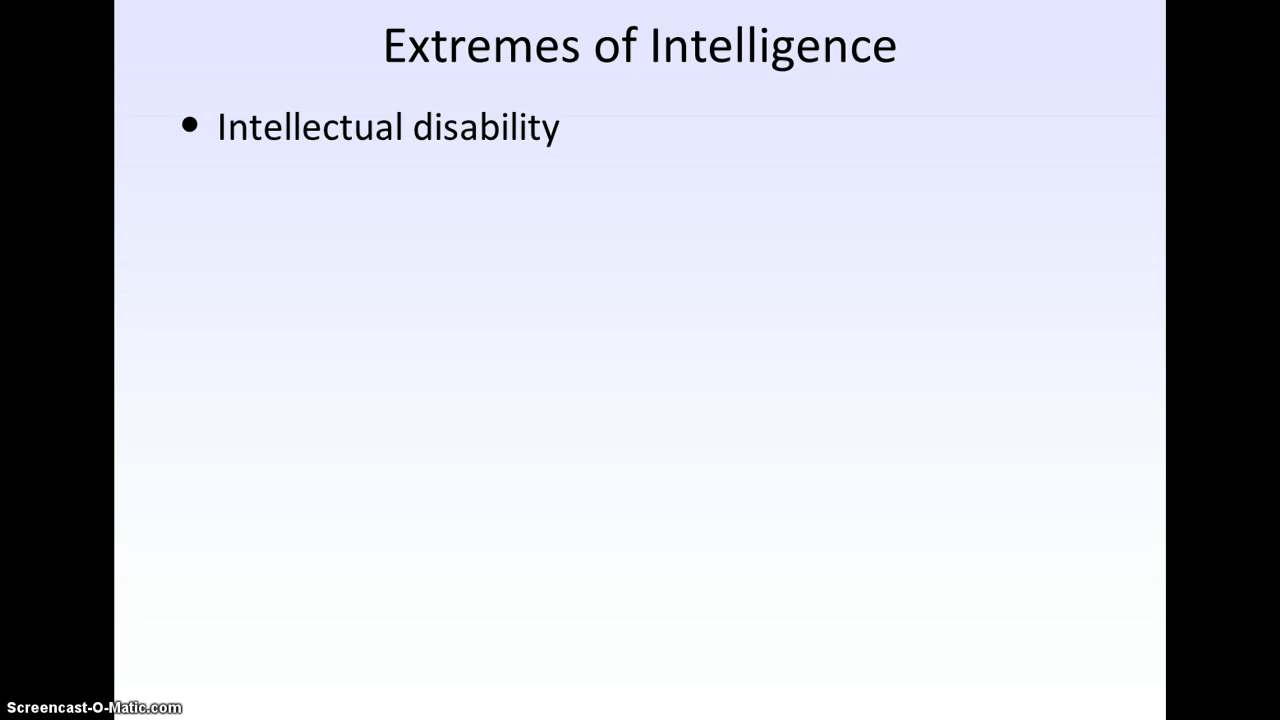 Extremes of Intelligence
• Intellectual disability
Screencast-O-Matic.com